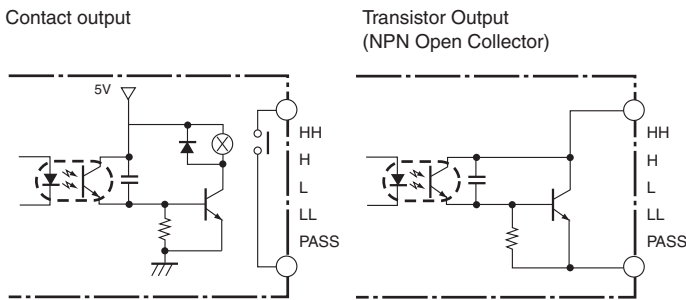 Contact output
5V
HH
H
L
LL
PASS
Transistor Output
(NPN Open Collector)
HH
H
L
LL
PASS